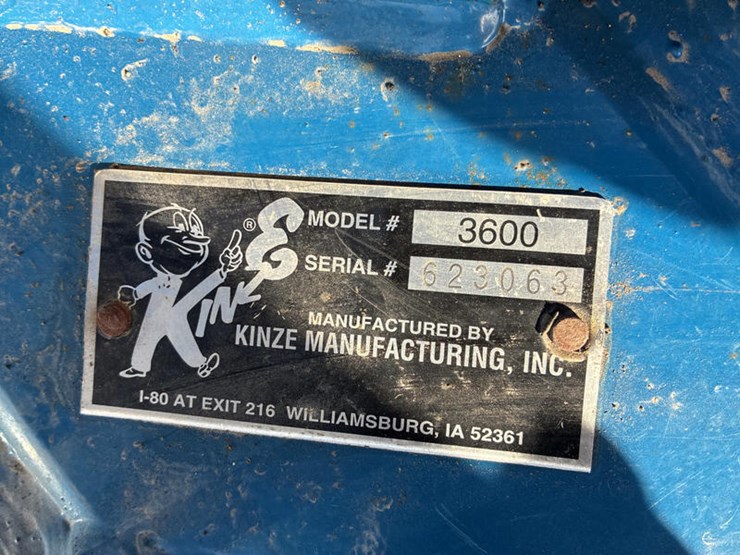 KINZE ®
MODEL # 3600
SERIAL # 623063
MANUFACTURED BY
KINZE MANUFACTURING, INC.
I-80 AT EXIT 216 WILLIAMSBURG, IA 52361